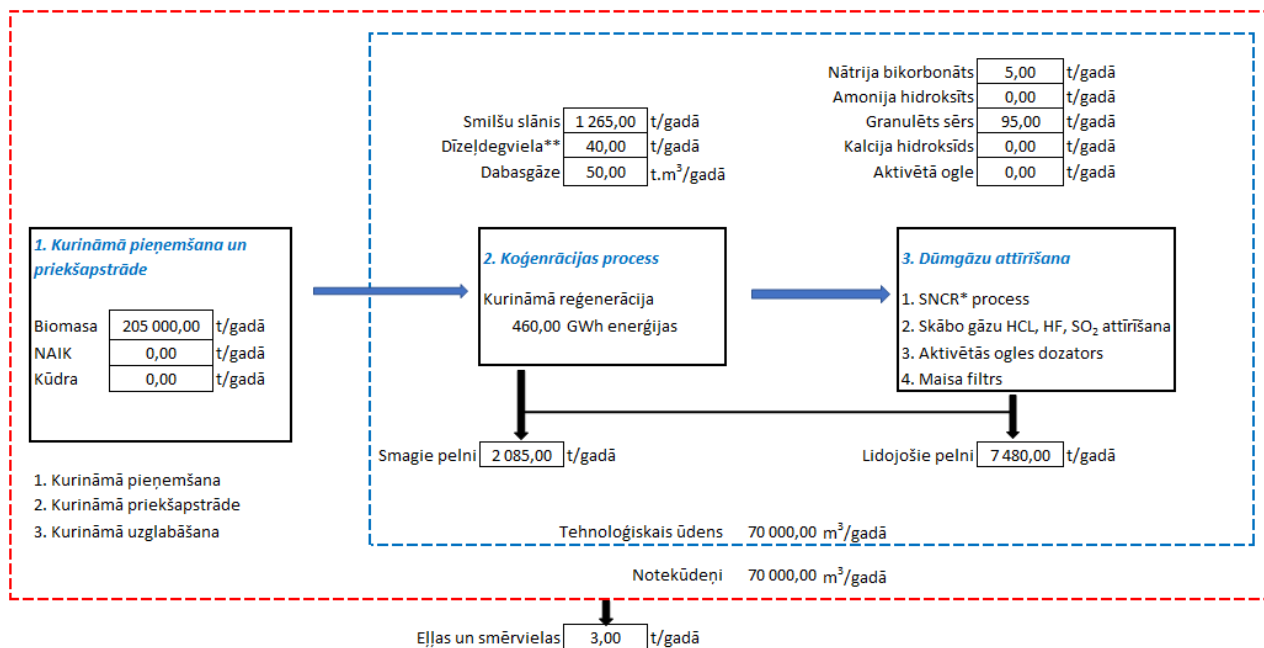 Nātrija bikorbonāts 5,00 t/gadā
Amonija hidroksīts 0,00 t/gadā
Smilšu slānis 1 265,00 t/gadā
Granulēts sērs 95,00 t/gadā
Dīzeļdegviela** 40,00 t/gadā
Kalcija hidroksīds 0,00 t/gadā
Dabasgāze 50,00 t.m³/gadā
Aktivētā ogle 0,00 t/gadā
1. Kurināmā pieņemšana un
priekšapstrāde
Biomasa 205 000,00 t/gadā
NAIK 0,00 t/gadā
Kūdra 0,00 t/gadā
2. Koģenrācijas process
Kurināmā reģenerācija
460,00 GWh enerģijas
3. Dūmgāzu attīrīšana
1. SNCR* process
2. Skābo gāzu HCL, HF, SO₂ attīrīšana
3. Aktivētās ogles dozators
4. Maisa filtrs
Smagie pelni 2 085,00 t/gadā
Lidojošie pelni 7 480,00 t/gadā
1. Kurināmā pieņemšana
2. Kurināmā priekšapstrāde
3. Kurināmā uzglabāšana
Tehnoloģiskais ūdens 70 000,00 m³/gadā
Notekūdeņi 70 000,00 m³/gadā
Eļļas un smērvielas 3,00 t/gadā